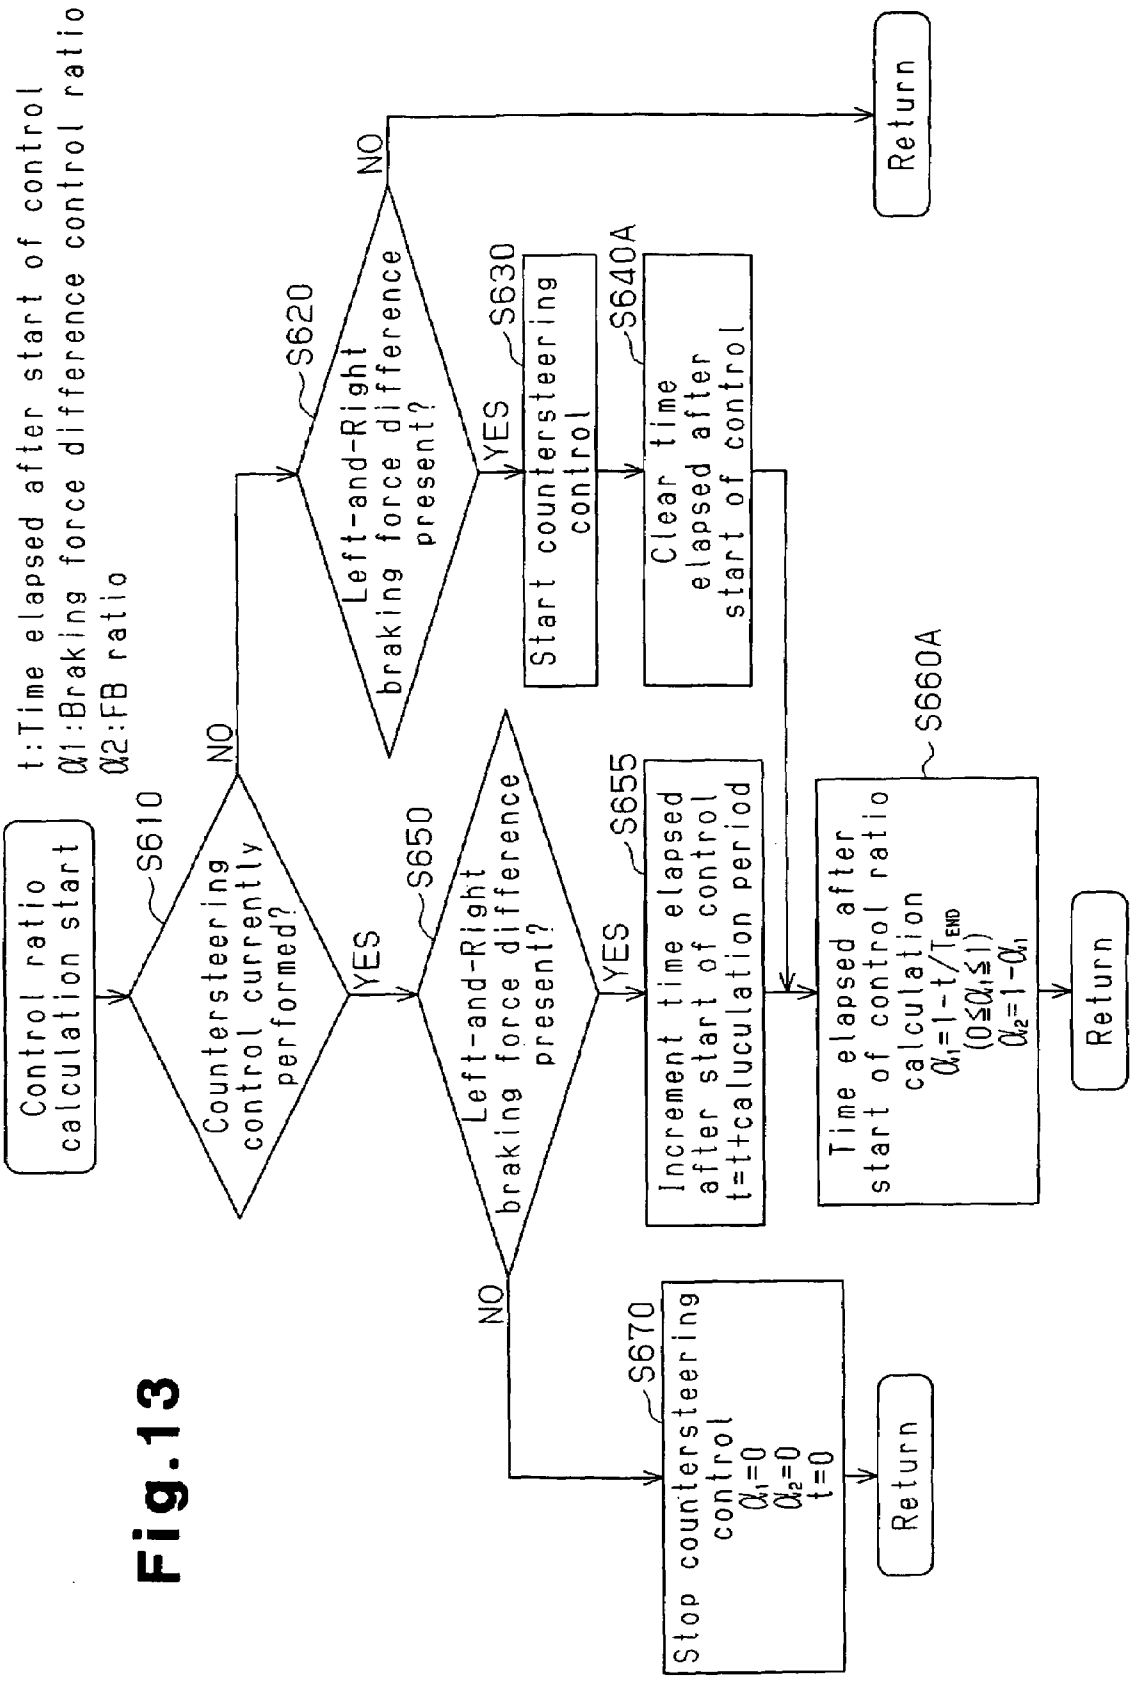 Fig.13
t:Time elapsed after start of control
α1:Braking force difference control ratio
α2:FB ratio
Control ratio
calculation start
S610
Countersteering
control currently
performed?
NO
YES
S620
Left-and-Right
braking force difference
present?
NO
YES
S630
Start countersteering
control
S640A
Clear time
elapsed after
start of control
Return
S650
Left-and-Right
braking force difference
present?
NO
YES
S655
Increment time elapsed
after start of control
t=t+caluculation period
S660A
Time elapsed after
start of control ratio
calculation
α₁=1-t/T_END
(0≦α₁≦1)
α₂=1-α₁
Return
S670
Stop countersteering
control
α₁=0
α₂=0
t=0
Return